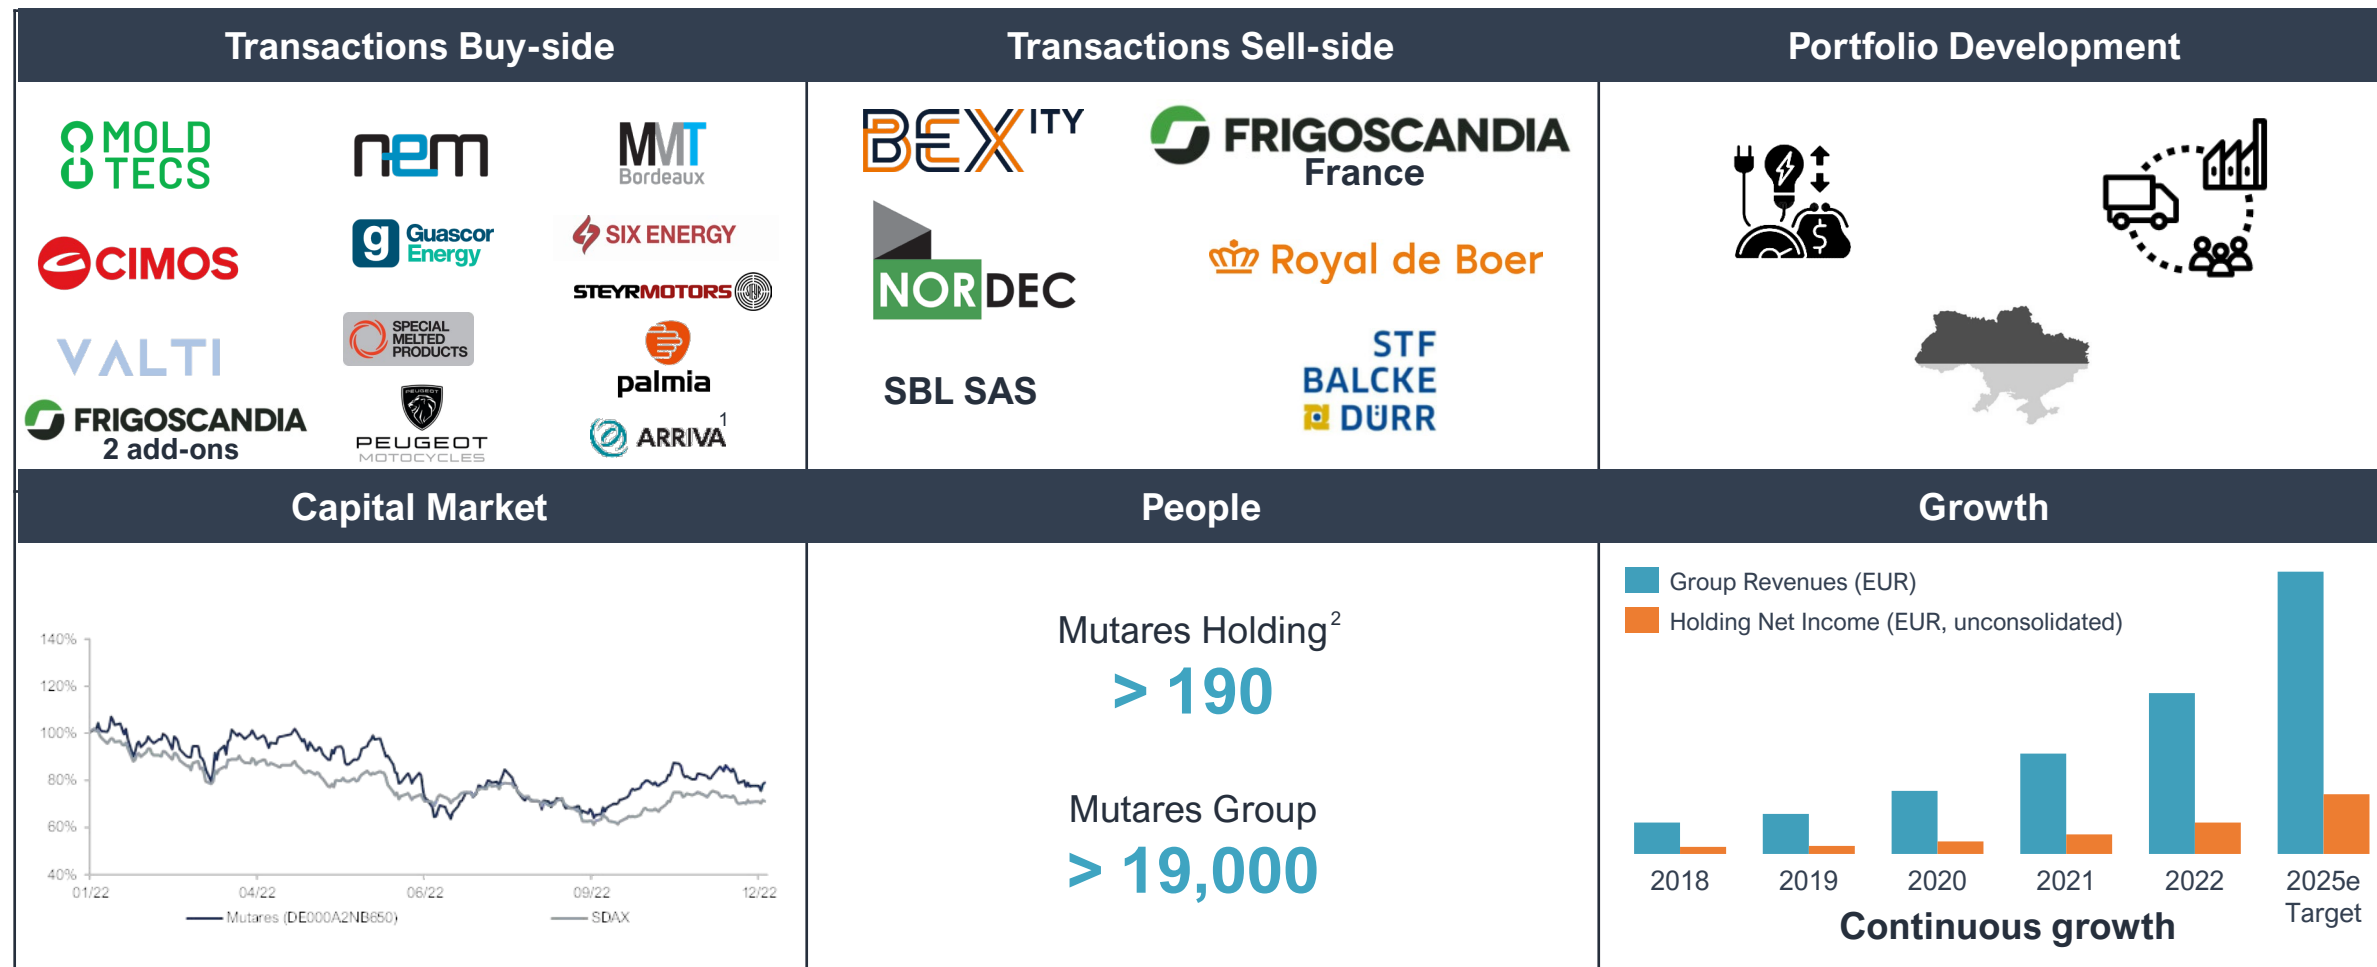 Transactions Buy-side
MOLD
TECS
nem
MMT
Bordeaux
CIMOS
g Guascor
Energy
SIX ENERGY
STEYRMOTORS
VALTI
SPECIAL
MELTED
PRODUCTS
palmia
FRIGOSCANDIA
2 add-ons
PEUGEOT
PEUGEOT
MOTOCYCLES
ARRIVA1
Transactions Sell-side
BEXITY
FRIGOSCANDIA
France
NORDEC
Royal de Boer
SBL SAS
STF
BALCKE
DÜRR
Portfolio Development
$
Capital Market
140%
120%
100%
80%
60%
40%
01/22 04/22 06/22 09/22 12/22
Mutares (DE000A2NB650) SDAX
People
Mutares Holding2
> 190
Mutares Group
> 19,000
Growth
Group Revenues (EUR)
Holding Net Income (EUR, unconsolidated)
2018 2019 2020 2021 2022 2025e
Target
Continuous growth